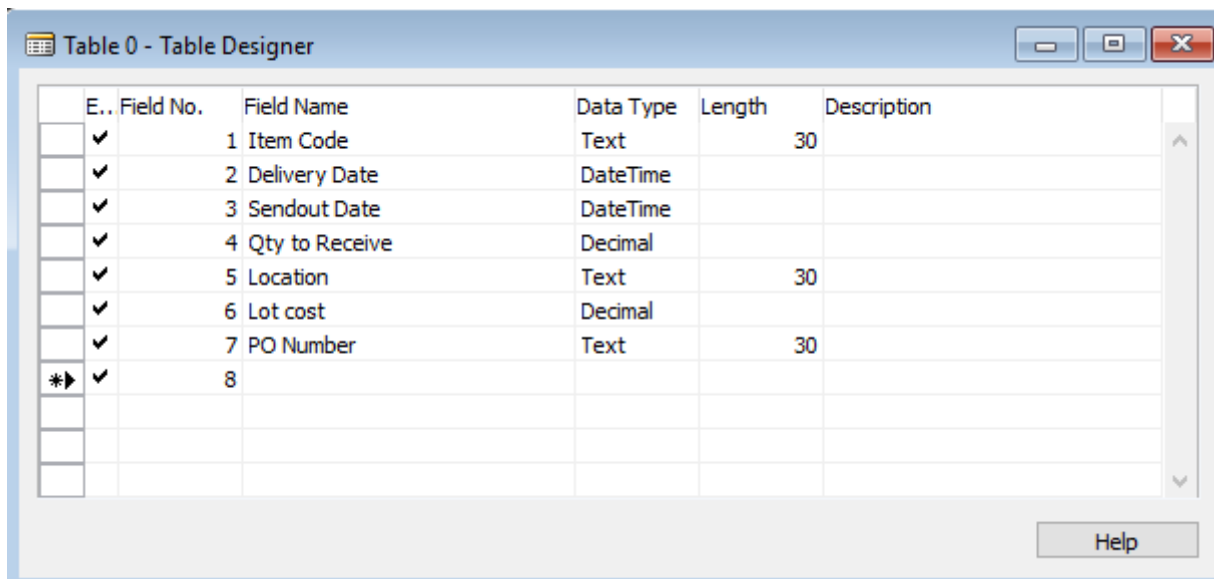 Table 0 - Table Designer
E.. Field No. Field Name Data Type Length Description
1 Item Code Text 30
2 Delivery Date DateTime
3 Sendout Date DateTime
4 Qty to Receive Decimal
5 Location Text 30
6 Lot cost Decimal
7 PO Number Text 30
8
Help